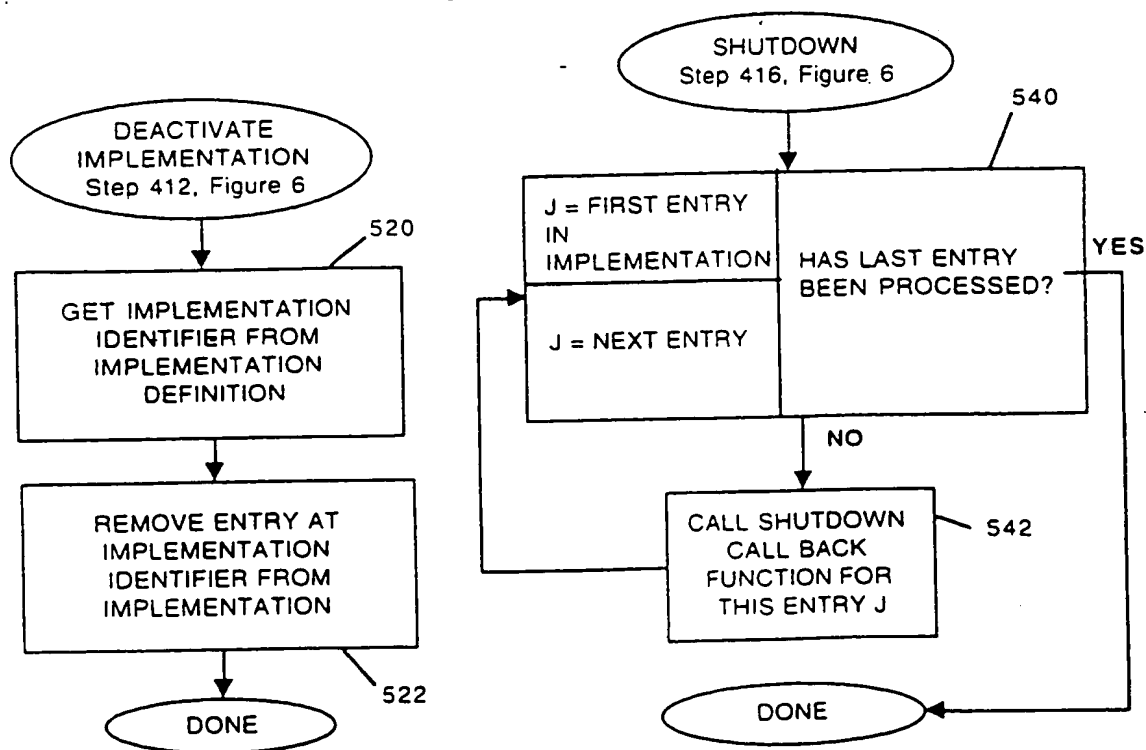 DEACTIVATE
IMPLEMENTATION
Step 412, Figure 6
520
GET IMPLEMENTATION
IDENTIFIER FROM
IMPLEMENTATION
DEFINITION
REMOVE ENTRY AT
IMPLEMENTATION
IDENTIFIER FROM
IMPLEMENTATION
522
DONE
SHUTDOWN
Step 416, Figure 6
540
J = FIRST ENTRY
IN
IMPLEMENTATION
J = NEXT ENTRY
HAS LAST ENTRY
BEEN PROCESSED?
YES
NO
CALL SHUTDOWN
CALL BACK
FUNCTION FOR
THIS ENTRY J
542
DONE